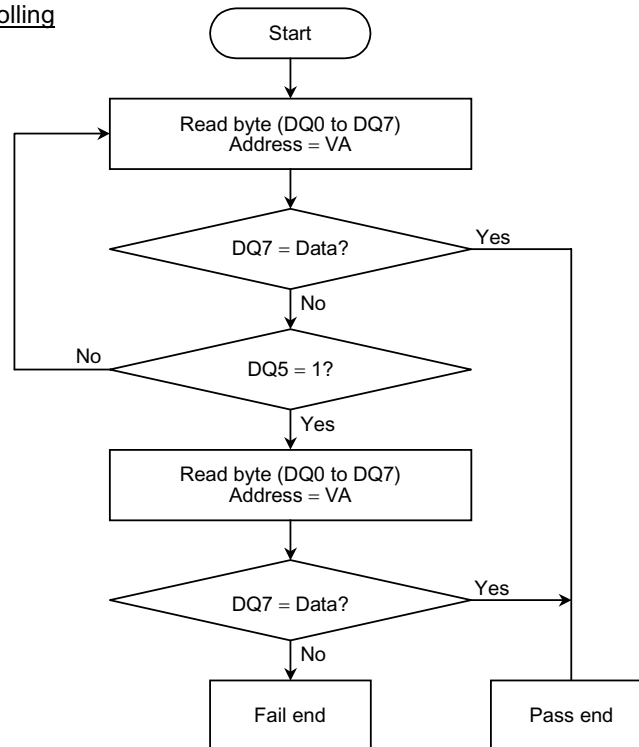 olling
Start
Read byte (DQ0 to DQ7)
Address = VA
DQ7 = Data?
Yes
No
DQ5 = 1?
No
Yes
Read byte (DQ0 to DQ7)
Address = VA
DQ7 = Data?
Yes
No
Fail end
Pass end